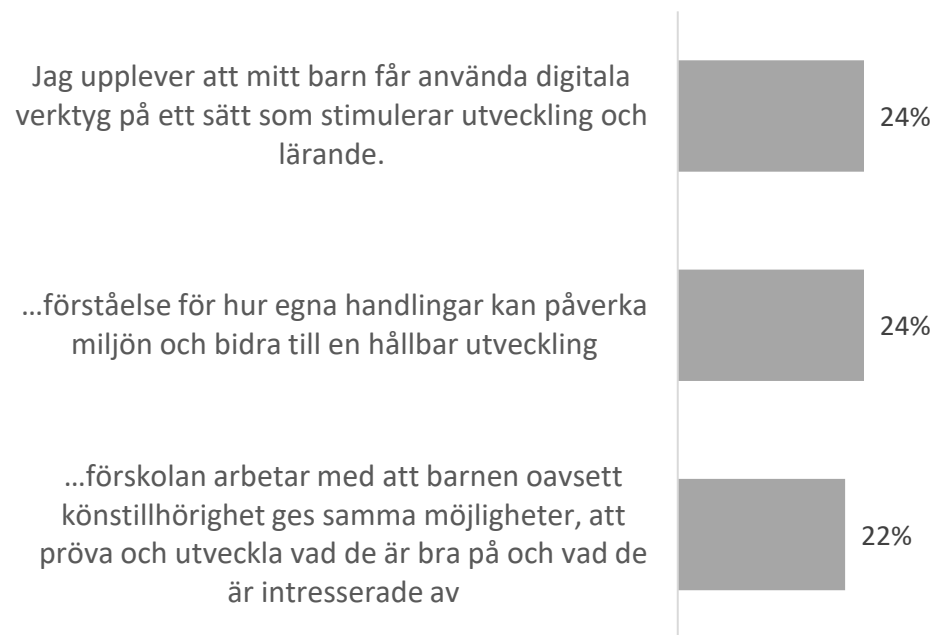 Jag upplever att mitt barn får använda digitala
verktyg på ett sätt som stimulerar utveckling och
lärande.
24%
…förståelse för hur egna handlingar kan påverka
miljön och bidra till en hållbar utveckling
24%
…förskolan arbetar med att barnen oavsett
könstillhörighet ges samma möjligheter, att
pröva och utveckla vad de är bra på och vad de
är intresserade av
22%